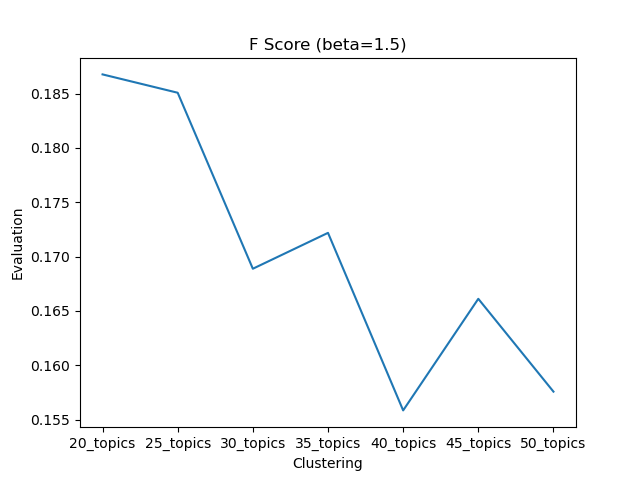 F Score (beta=1.5)
0.185
0.180
0.175
0.170
0.165
0.160
0.155
Evaluation
20_topics 25_topics 30_topics 35_topics 40_topics 45_topics 50_topics
Clustering